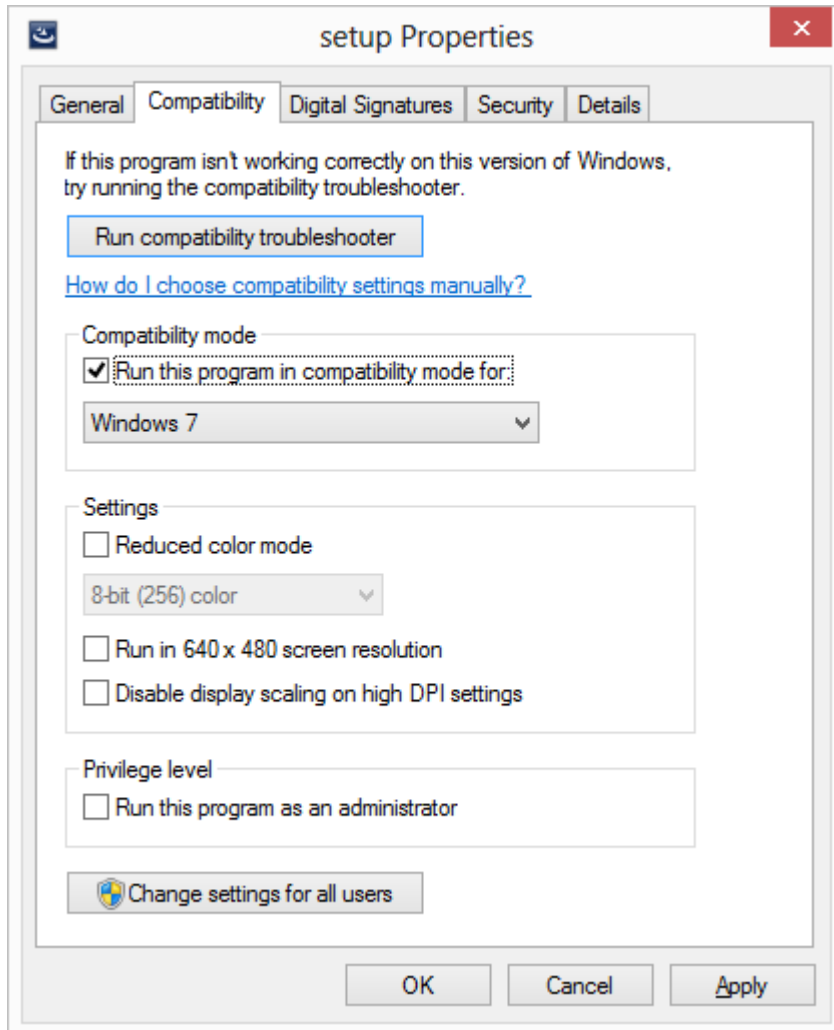 setup Properties
General
Compatibility
Digital Signatures
Security
Details
If this program isn't working correctly on this version of Windows,
try running the compatibility troubleshooter.
Run compatibility troubleshooter
How do I choose compatibility settings manually?
Compatibility mode
Run this program in compatibility mode for:
Windows 7
Settings
Reduced color mode
8-bit (256) color
Run in 640 x 480 screen resolution
Disable display scaling on high DPI settings
Privilege level
Run this program as an administrator
Change settings for all users
OK
Cancel
Apply